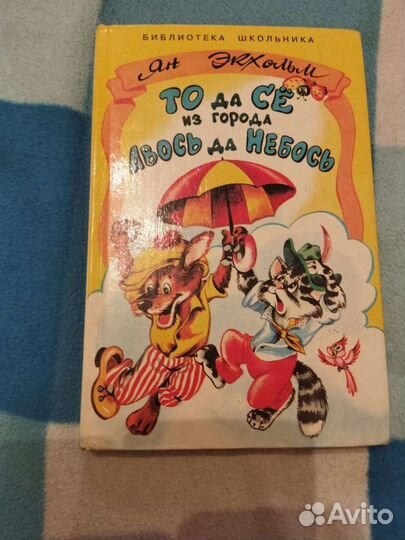 БИБЛИОТЕКА ШКОЛЬНИКА
ЯН ЭКХОЛЬМ
ТО да СЁ
ИЗ ГОРОДА
АВОСЬ да НЕБОСЬ
Avito